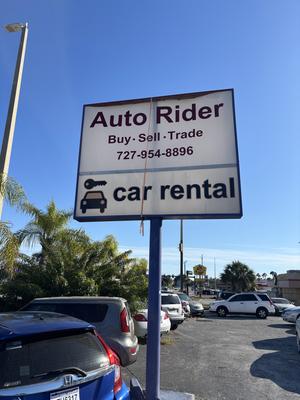 Auto Rider
Buy · Sell · Trade
727-954-8896
car rental